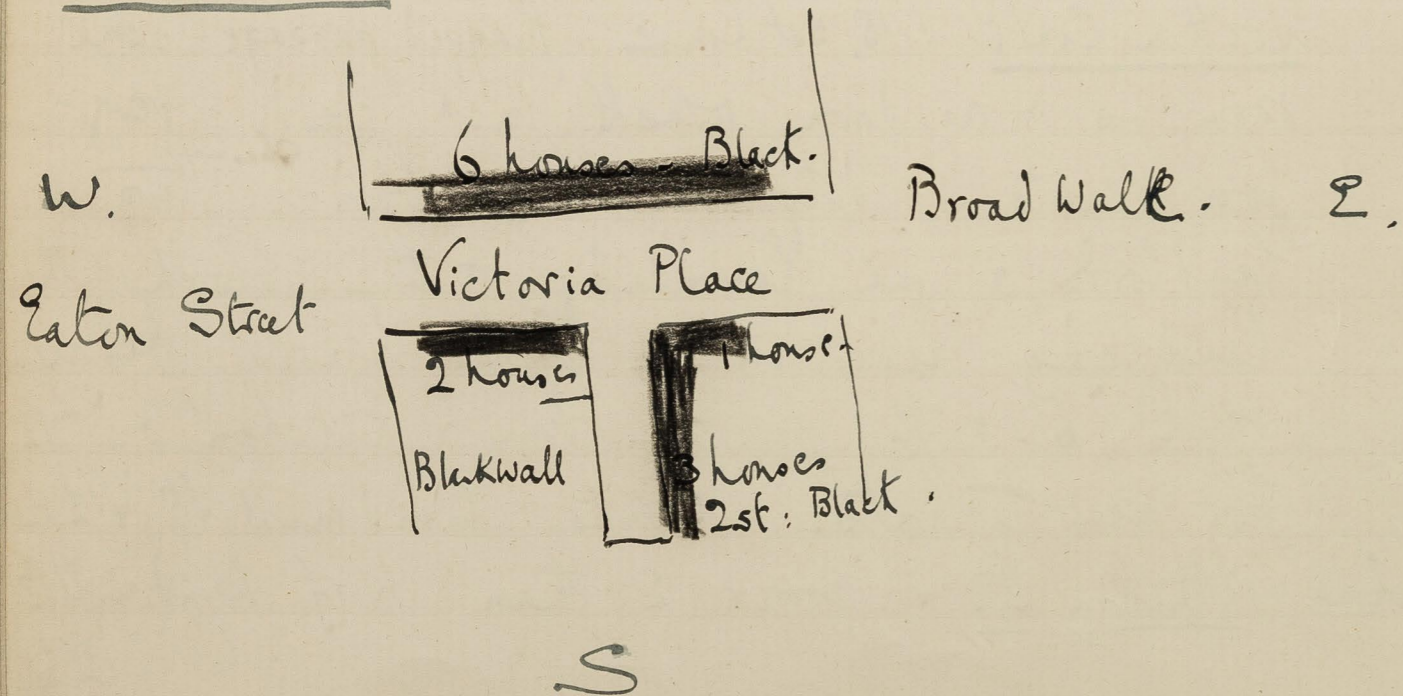 6 houses - Black.
W.
Broad Walk.
E.
Victoria Place
Eaton Street
1 house.
2 houses
Blackwall
3 houses
2st: Black.
S